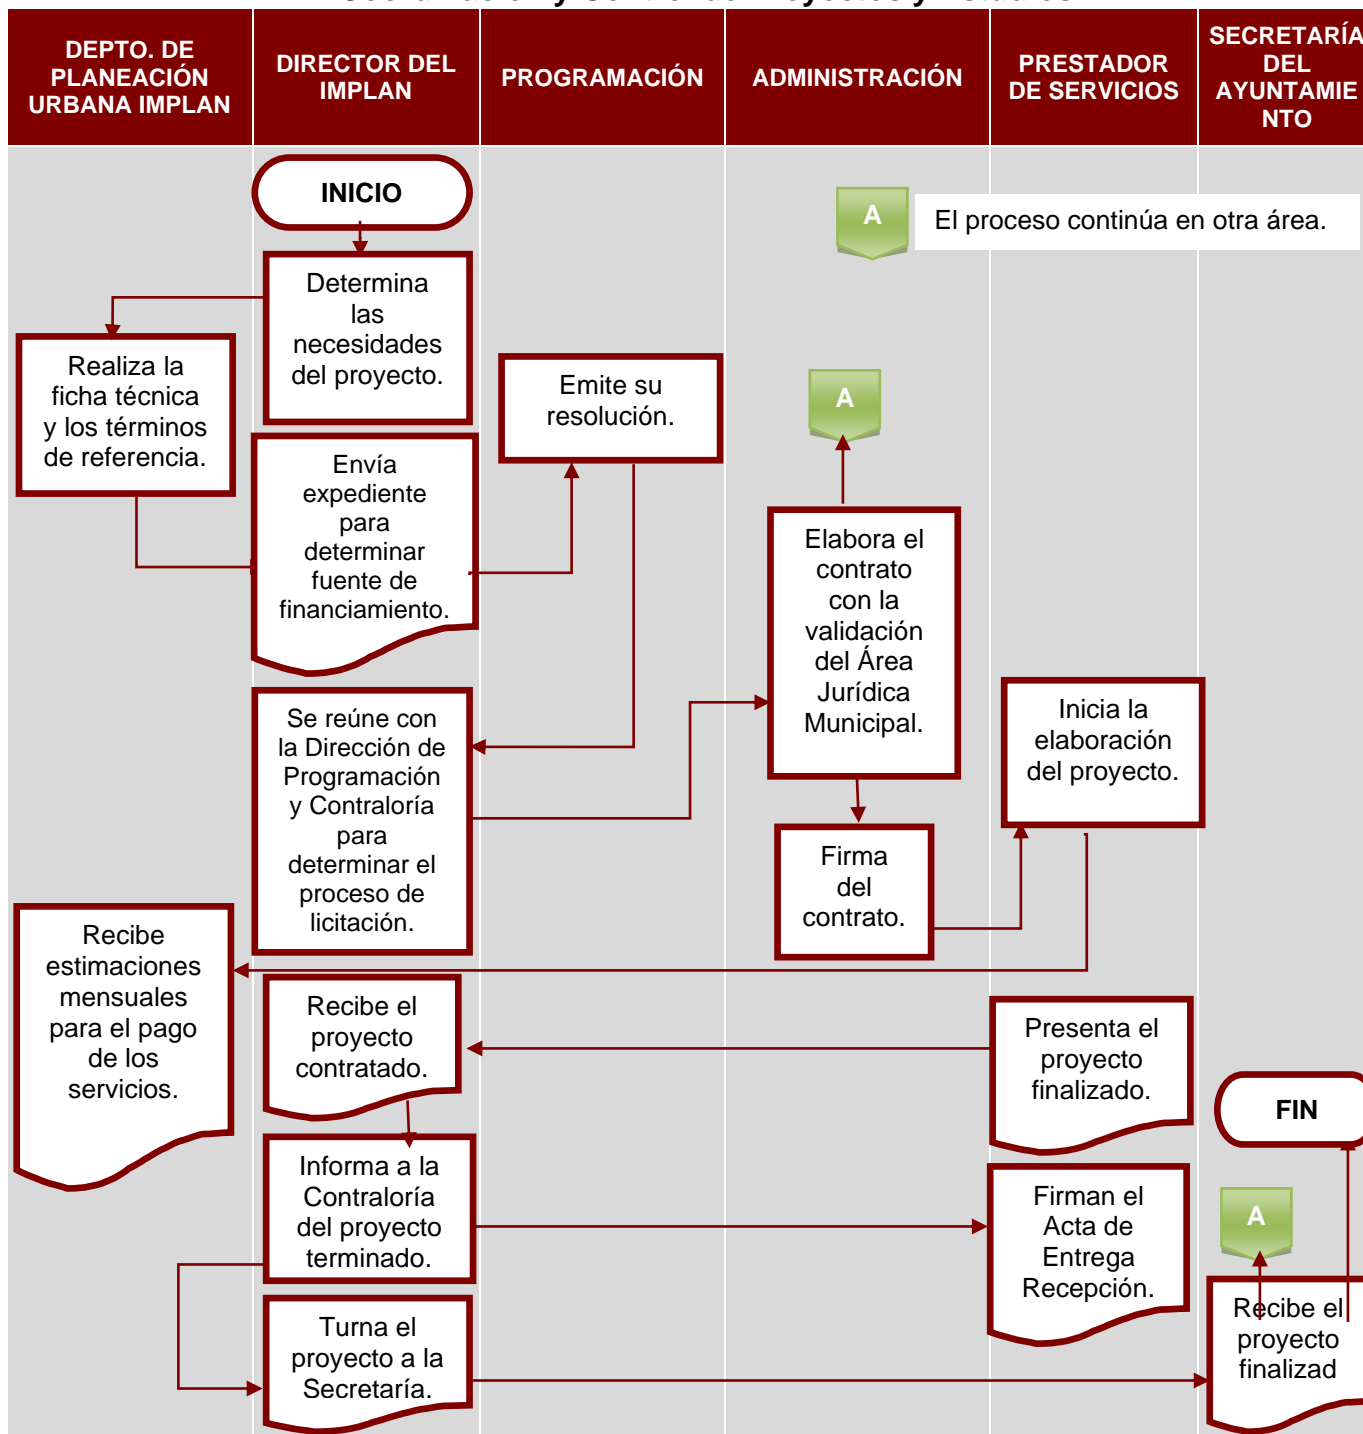 DEPTO. DE
PLANEACIÓN
URBANA IMPLAN
DIRECTOR DEL
IMPLAN
PROGRAMACIÓN
ADMINISTRACIÓN
PRESTADOR
DE SERVICIOS
SECRETARÍA
DEL
AYUNTAMIE
NTO
INICIO
A
El proceso continúa en otra área.
Determina
las
necesidades
del proyecto.
Realiza la
ficha técnica
y los términos
de referencia.
Emite su
resolución.
A
Envía
expediente
para
determinar
fuente de
financiamiento.
Elabora el
contrato
con la
validación
del Área
Jurídica
Municipal.
Se reúne con
la Dirección de
Programación
y Contraloría
para
determinar el
proceso de
licitación.
Inicia la
elaboración
del proyecto.
Firma
del
contrato.
Recibe
estimaciones
mensuales
para el pago
de los
servicios.
Recibe el
proyecto
contratado.
Presenta el
proyecto
finalizado.
FIN
Informa a la
Contraloría
del proyecto
terminado.
Firman el
Acta de
Entrega
Recepción.
A
Turna el
proyecto a la
Secretaría.
Recibe el
proyecto
finalizad